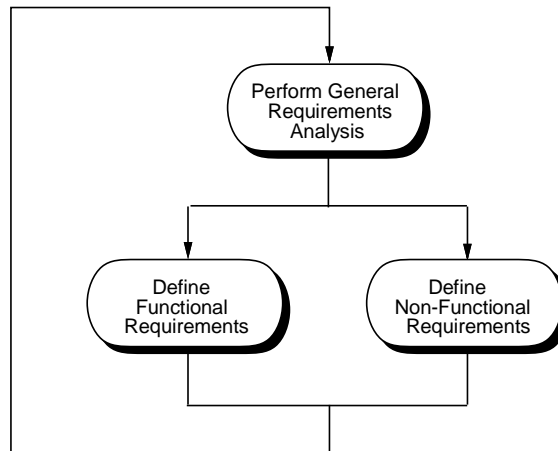 Perform General
Requirements
Analysis
Define
Functional
Requirements
Define
Non-Functional
Requirements